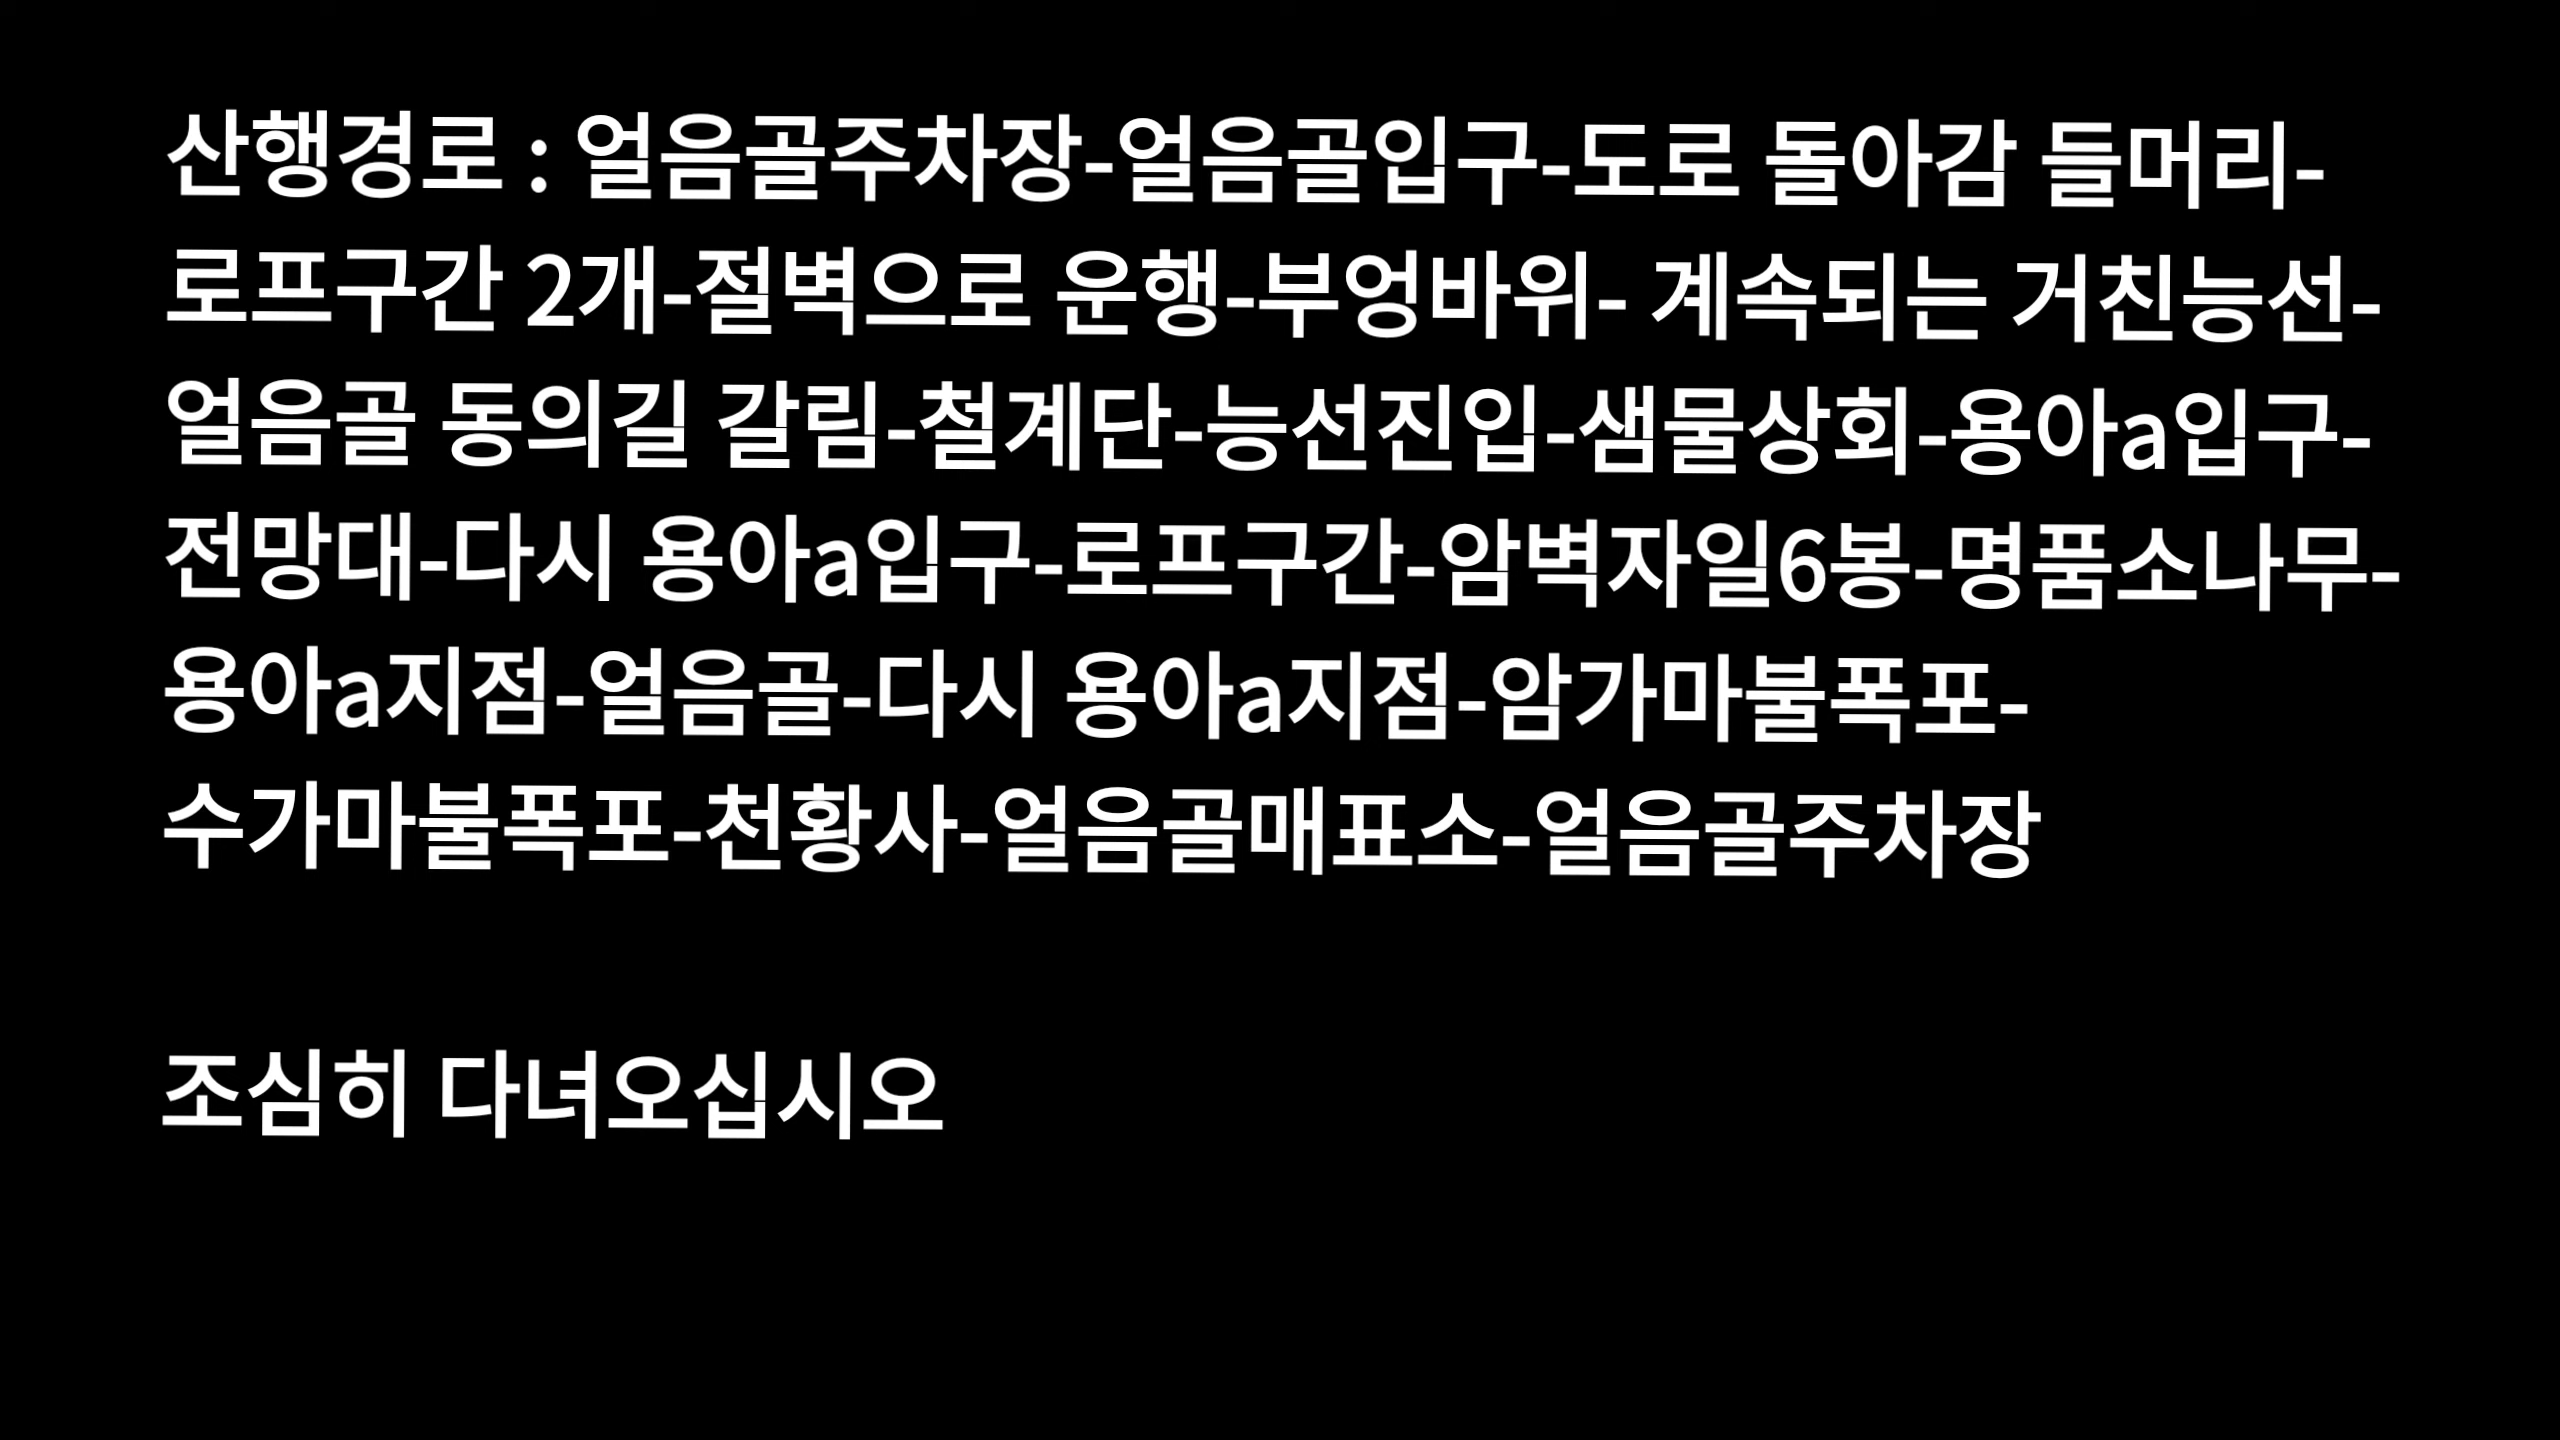 산행경로 : 얼음골주차장-얼음골입구-도로 돌아감 들머리-
로프구간 2개-절벽으로 운행-부엉바위- 계속되는 거친능선-
얼음골 동의길 갈림-철계단-능선진입-샘물상회-용아a입구-
전망대-다시 용아a입구-로프구간-암벽자일6봉-명품소나무-
용아a지점-얼음골-다시 용아a지점-암가마불폭포-
수가마불폭포-천황사-얼음골매표소-얼음골주차장
조심히 다녀오십시오